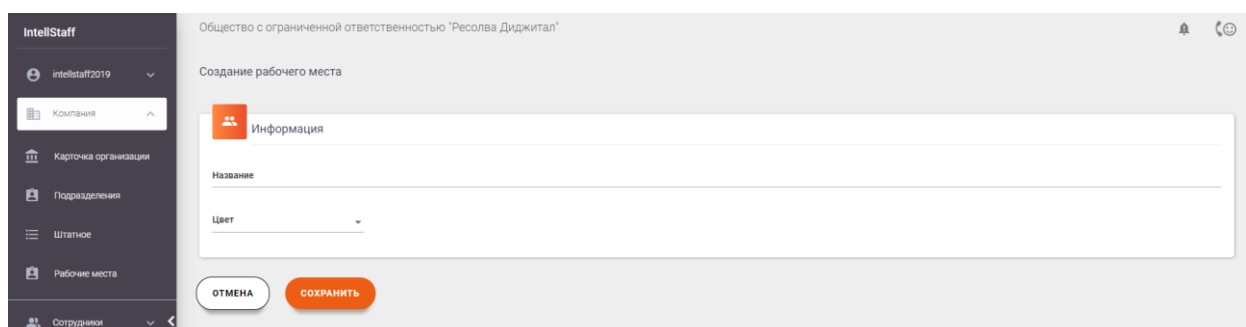 IntellStaff
intellstaff2019
Компания
Карточка организации
Подразделения
Штатное
Рабочие места
Сотрудники
Общество с ограниченной ответственностью "Ресолва Диджитал"
Создание рабочего места
Информация
Название
Цвет
ОТМЕНА
СОХРАНИТЬ